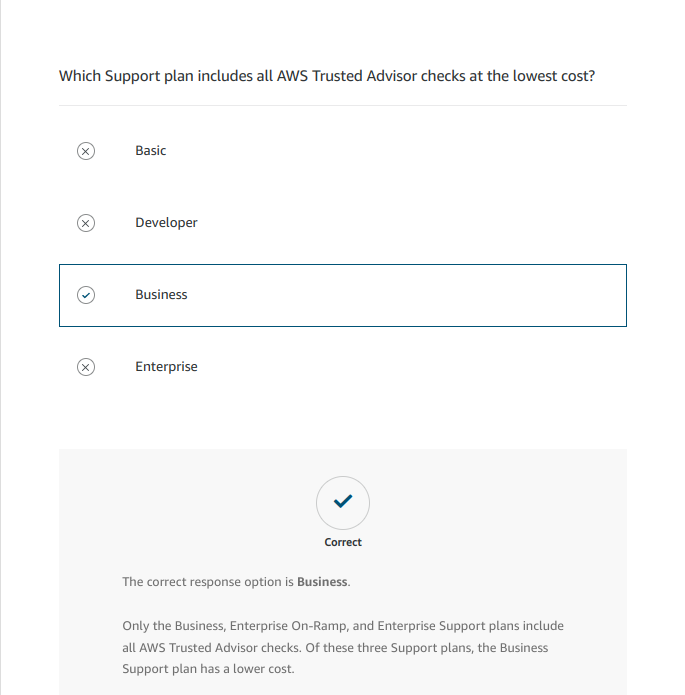 Which Support plan includes all AWS Trusted Advisor checks at the lowest cost?
Basic
Developer
Business
Enterprise
Correct
The correct response option is Business.
Only the Business, Enterprise On-Ramp, and Enterprise Support plans include
all AWS Trusted Advisor checks. Of these three Support plans, the Business
Support plan has a lower cost.